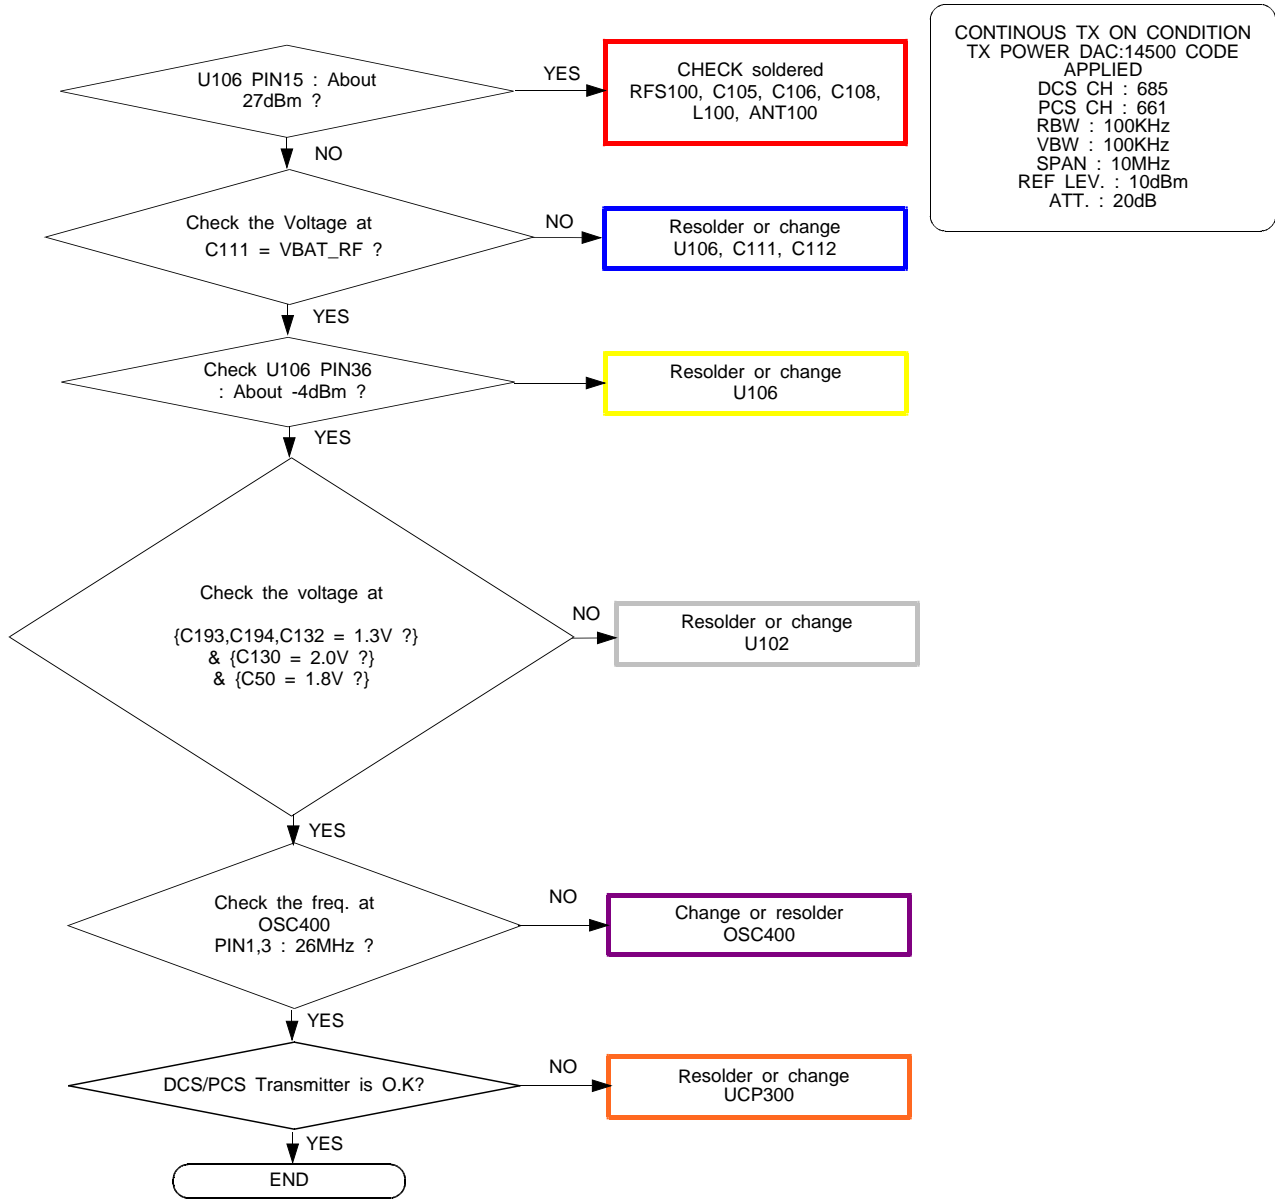 U106 PIN15 : About
27dBm ?
YES
CHECK soldered
RFS100, C105, C106, C108,
L100, ANT100
CONTINOUS TX ON CONDITION
TX POWER DAC:14500 CODE
APPLIED
DCS CH : 685
PCS CH : 661
RBW : 100KHz
VBW : 100KHz
SPAN : 10MHz
REF LEV. : 10dBm
ATT. : 20dB
NO
Check the Voltage at
C111 = VBAT_RF ?
NO
Resolder or change
U106, C111, C112
YES
Check U106 PIN36
: About -4dBm ?
Resolder or change
U106
YES
Check the voltage at
{C193,C194,C132 = 1.3V ?}
& {C130 = 2.0V ?}
& {C50 = 1.8V ?}
NO
Resolder or change
U102
YES
Check the freq. at
OSC400
PIN1,3 : 26MHz ?
NO
Change or resolder
OSC400
YES
DCS/PCS Transmitter is O.K?
NO
Resolder or change
UCP300
YES
END